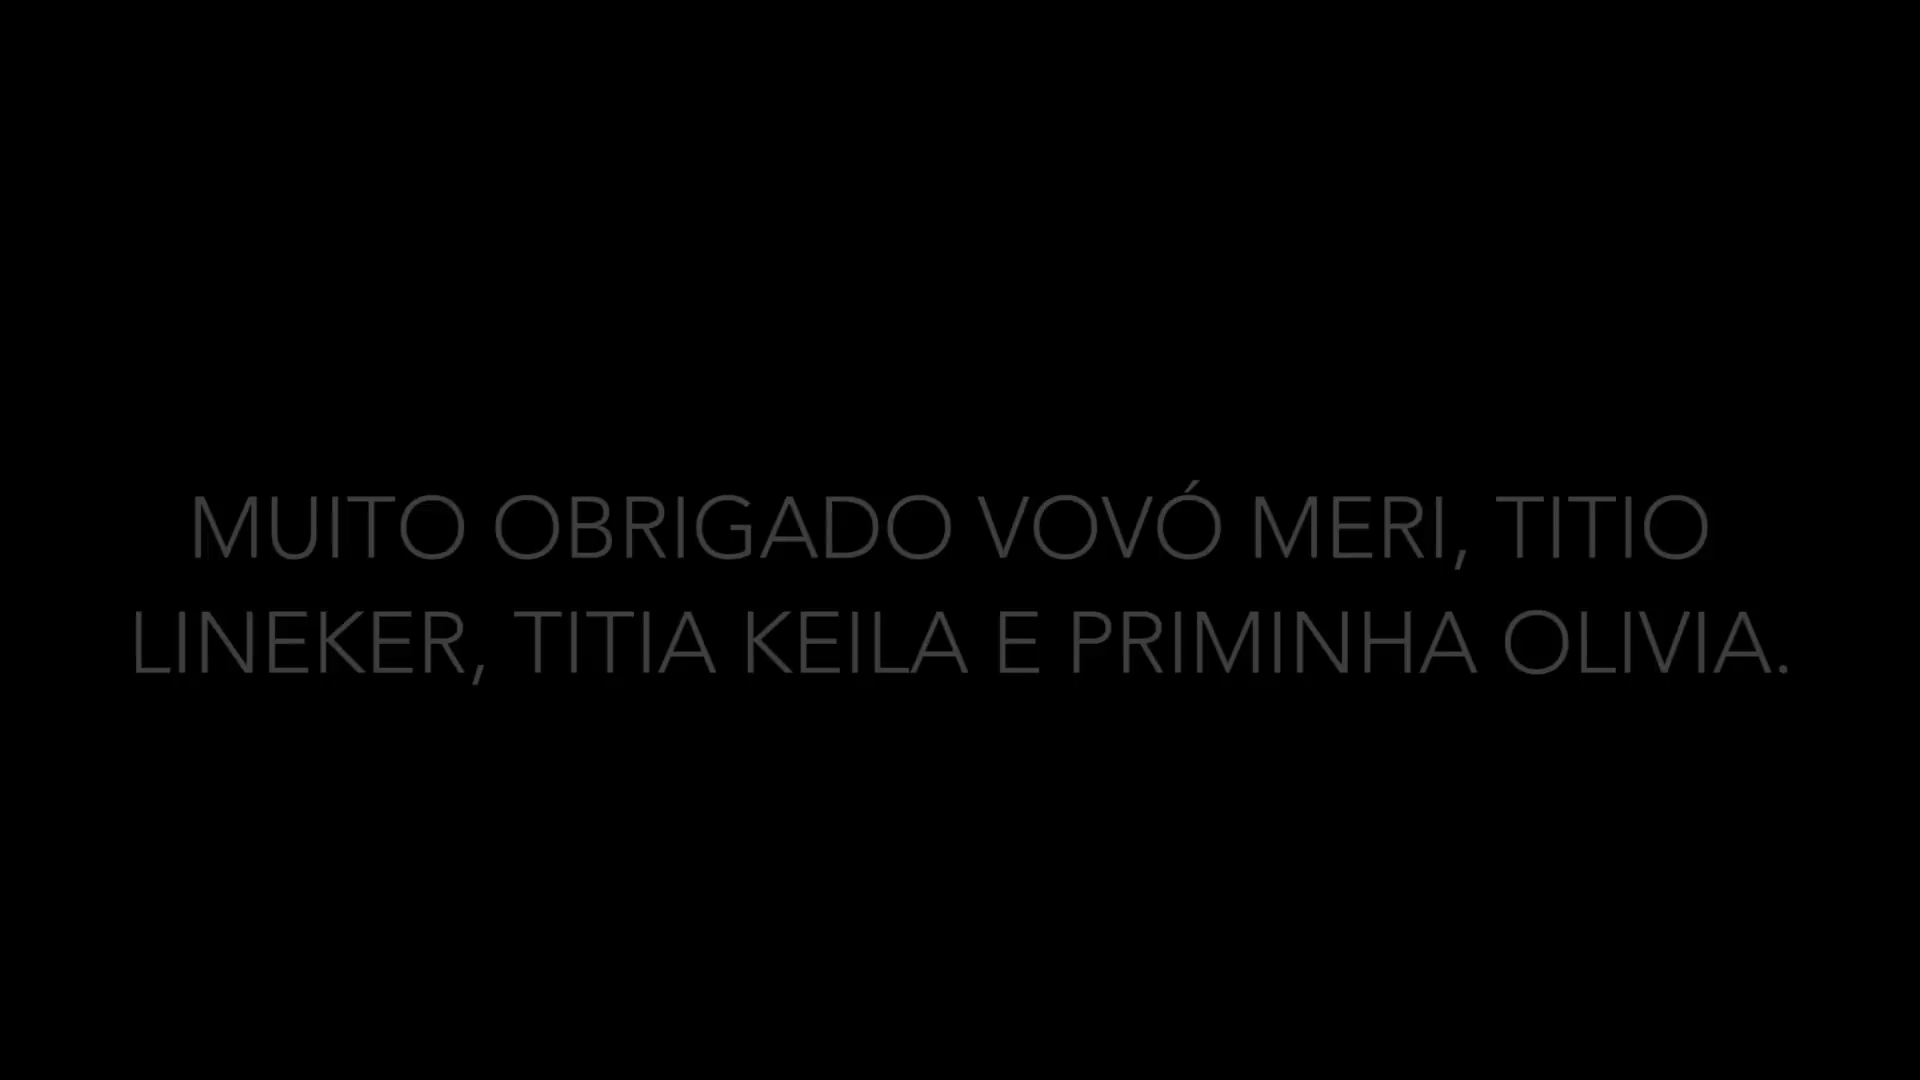 MUITO OBRIGADO VOVÓ MERI, TITIO
LINEKER, TITIA KEILA E PRIMINHA OLIVIA.